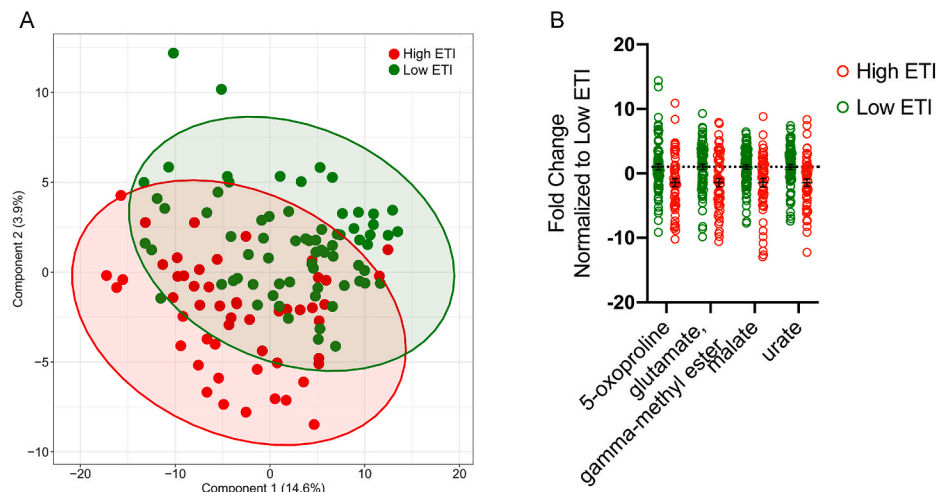 A
High ETI
Low ETI
10
5
0
−5
−10
−20
−10
0
10
20
Component 2 (3.9%)
Component 1 (14.6%)
B
20
10
0
-10
-20
Fold Change
Normalized to Low ETI
High ETI
Low ETI
5-oxoproline
glutamate,
gamma-methyl ester
malate
urate